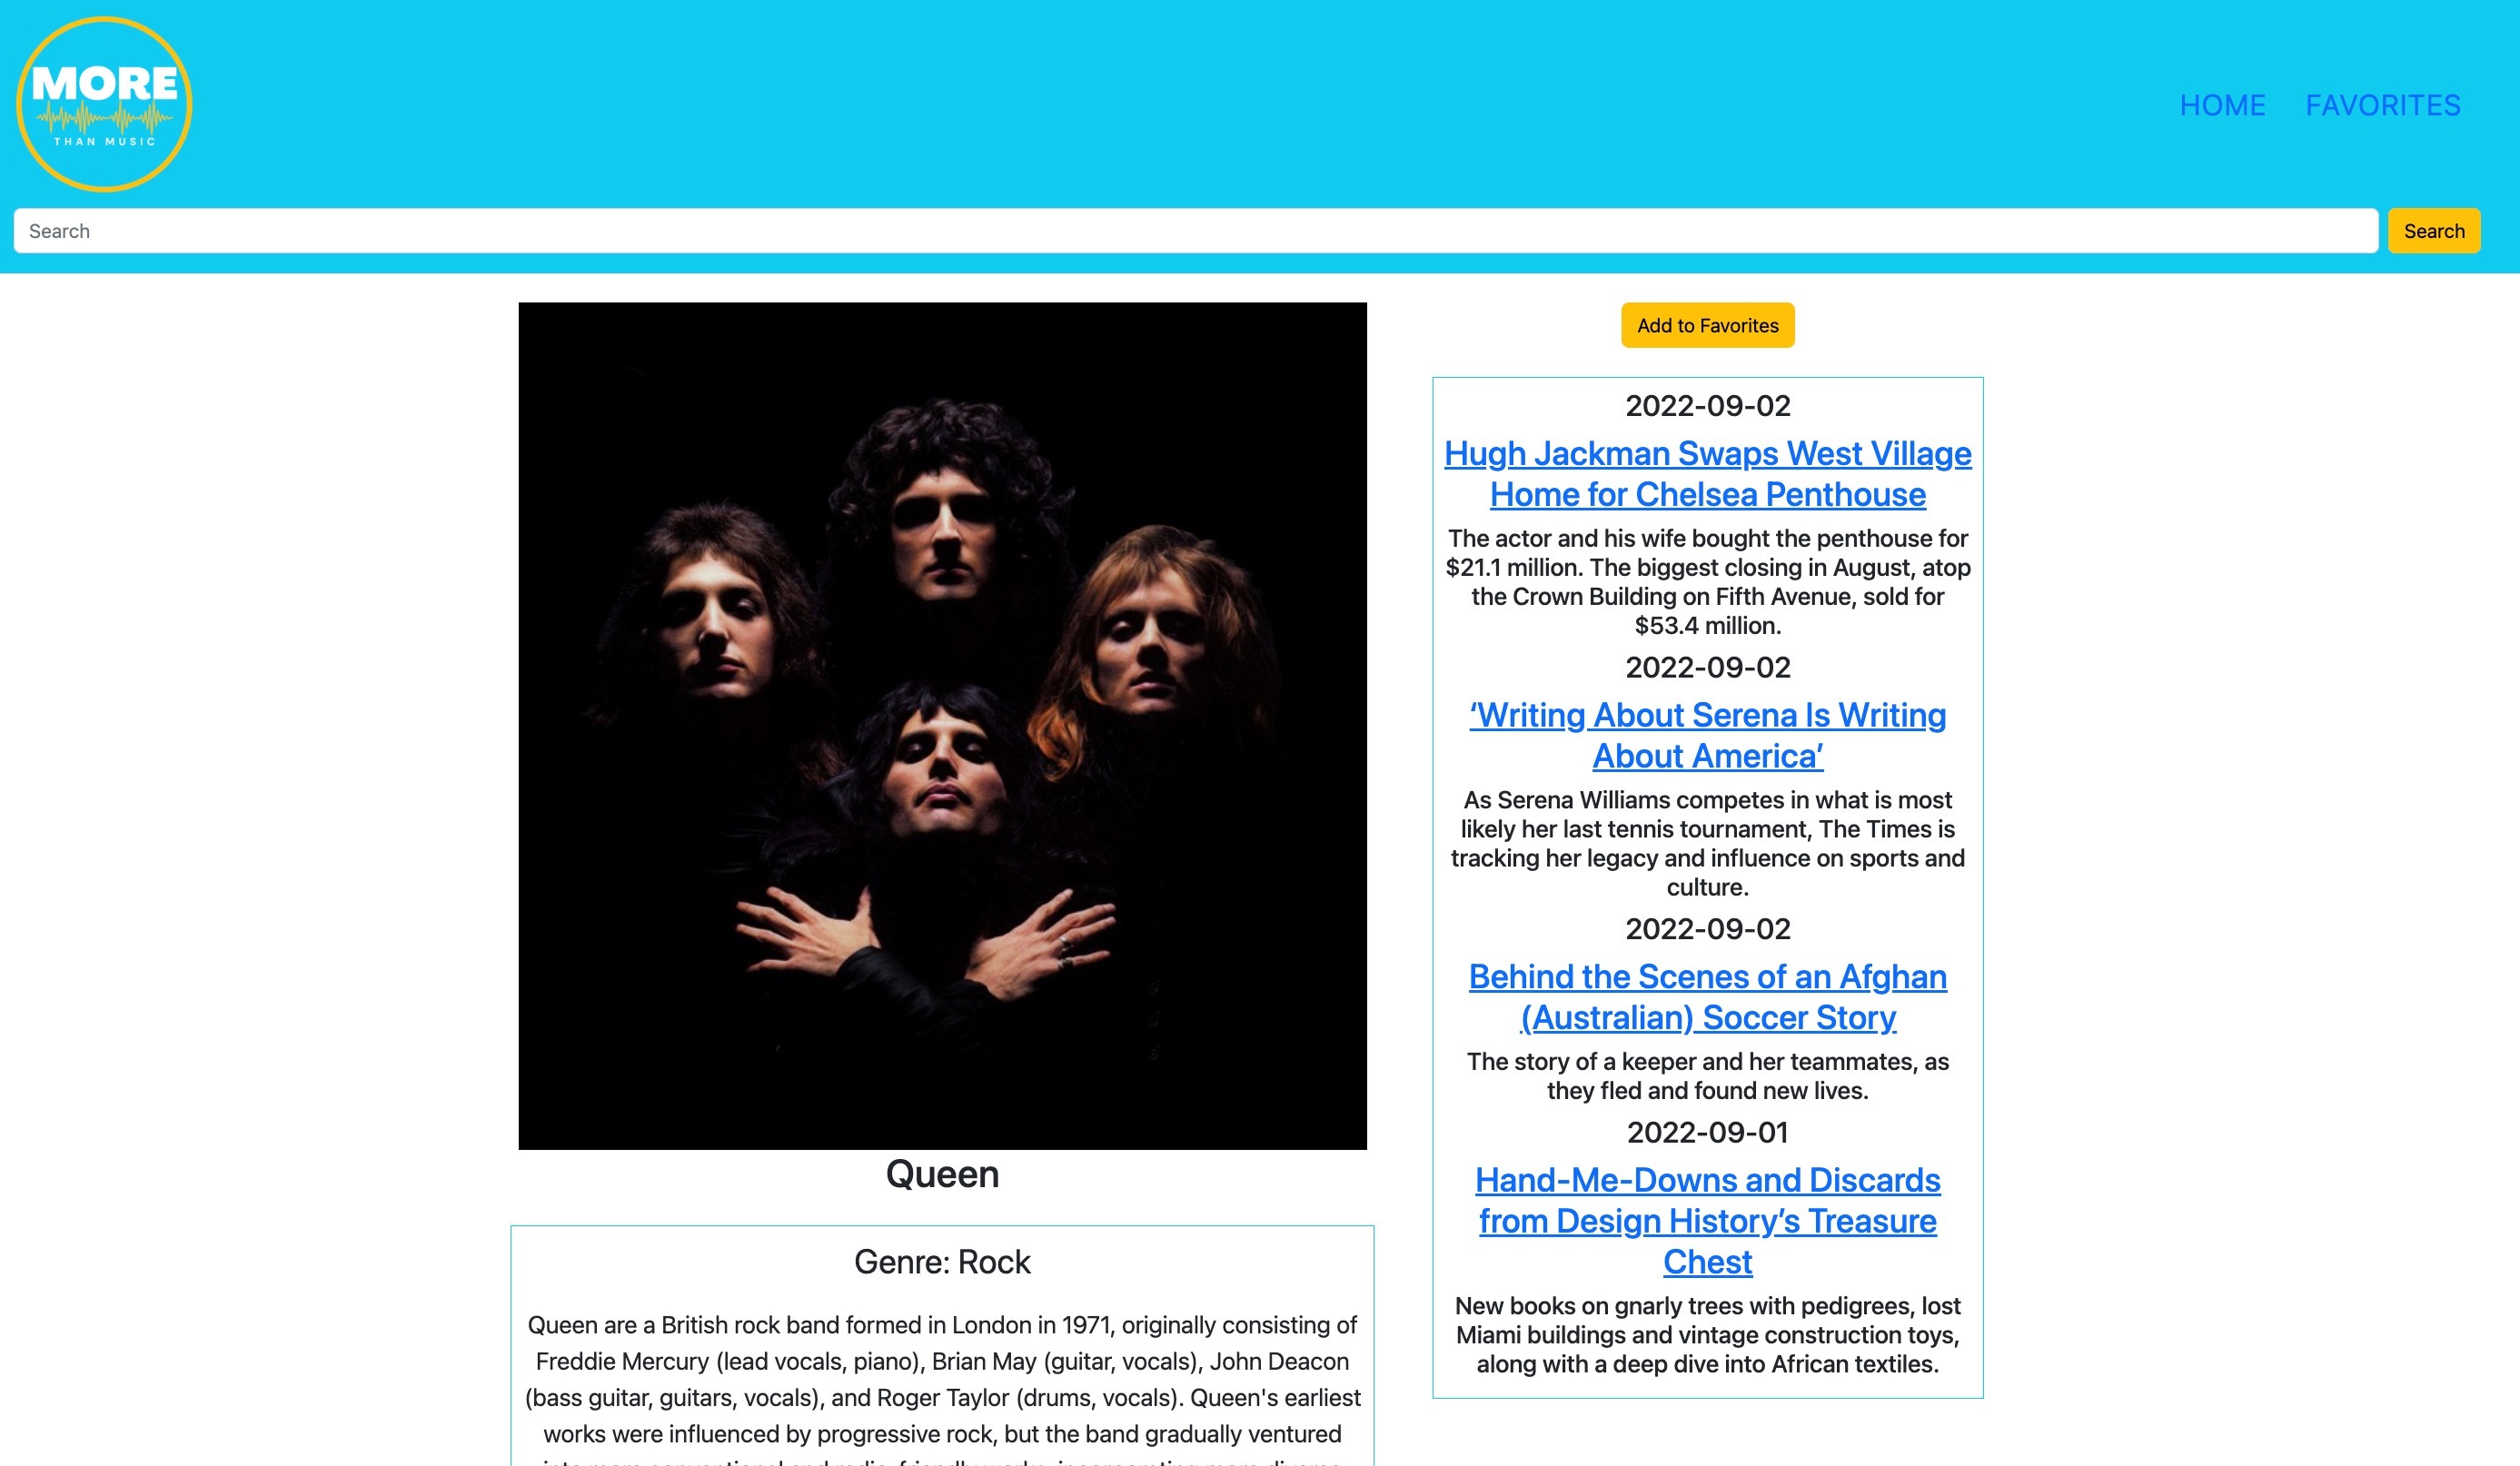 MORE
THAN MUSIC
HOME FAVORITES
Search Search
Add to Favorites
2022-09-02
Hugh Jackman Swaps West Village
Home for Chelsea Penthouse
The actor and his wife bought the penthouse for
$21.1 million. The biggest closing in August, atop
the Crown Building on Fifth Avenue, sold for
$53.4 million.
2022-09-02
‘Writing About Serena Is Writing
About America’
As Serena Williams competes in what is most
likely her last tennis tournament, The Times is
tracking her legacy and influence on sports and
culture.
2022-09-02
Behind the Scenes of an Afghan
(Australian) Soccer Story
The story of a keeper and her teammates, as
they fled and found new lives.
2022-09-01
Hand-Me-Downs and Discards
from Design History’s Treasure
Chest
New books on gnarly trees with pedigrees, lost
Miami buildings and vintage construction toys,
along with a deep dive into African textiles.
Queen
Genre: Rock
Queen are a British rock band formed in London in 1971, originally consisting of
Freddie Mercury (lead vocals, piano), Brian May (guitar, vocals), John Deacon
(bass guitar, guitars, vocals), and Roger Taylor (drums, vocals). Queen's earliest
works were influenced by progressive rock, but the band gradually ventured